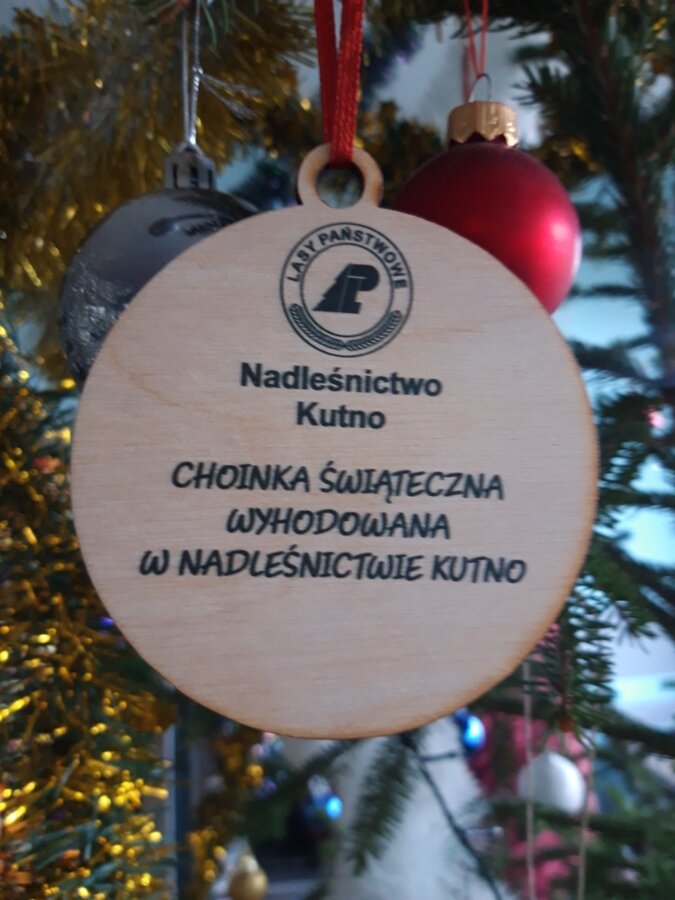 LASY PAŃSTWOWE
Nadleśnictwo
Kutno
CHOINKA ŚWIĄTECZNA
WYHODOWANA
W NADLEŚNICTWIE KUTNO